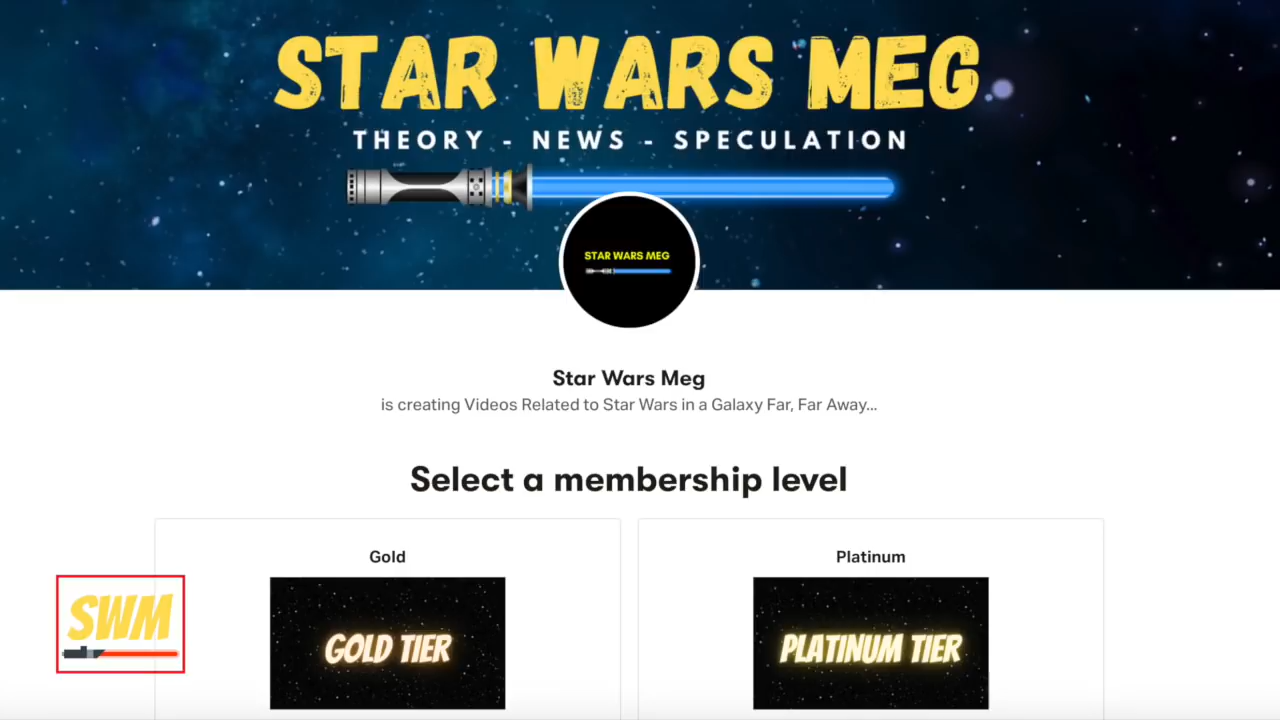 STAR WARS MEG
THEORY - NEWS - SPECULATION
STAR WARS MEG
Star Wars Meg
is creating Videos Related to Star Wars in a Galaxy Far, Far Away...
Select a membership level
Gold
Platinum
SWM
GOLD TIER
PLATINUM TIER